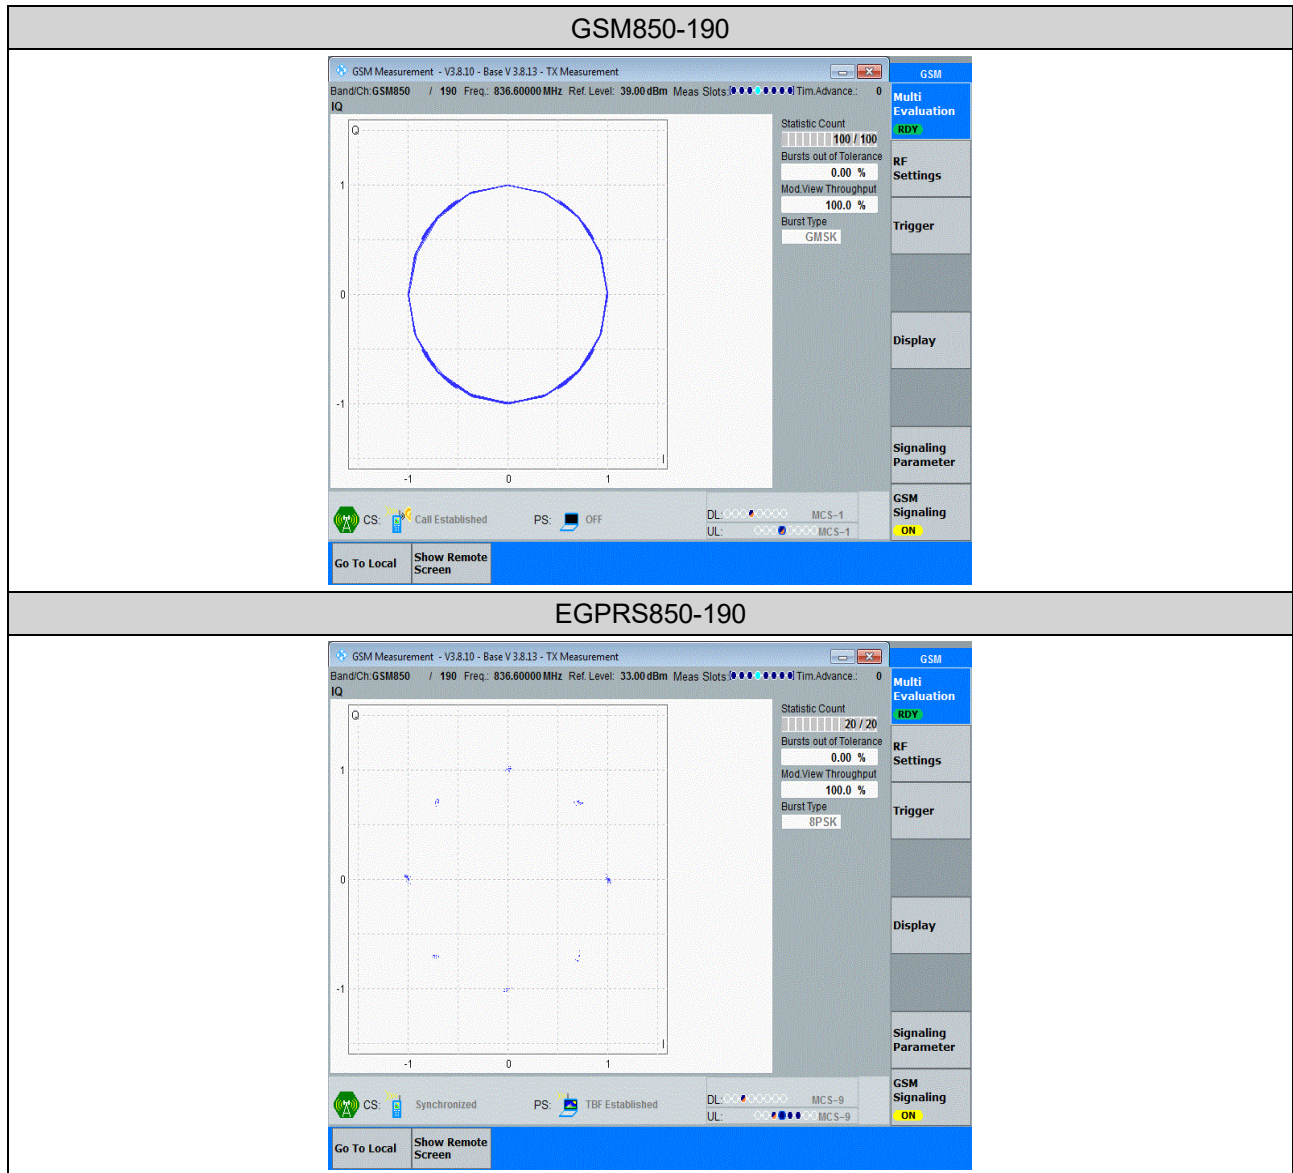 GSM850-190
GSM Measurement - V3.8.10 - Base V 3.8.13 - TX Measurement
GSM
Band/Ch: GSM850 / 190 Freq.: 836.60000 MHz Ref. Level: 39.00 dBm Meas Slots: Tim.Advance.: 0
IQ
Multi
Evaluation
RDY
Q
Statistic Count
100 / 100
Bursts out of Tolerance
0.00 %
Mod.View Throughput
100.0 %
Burst Type
GMSK
RF
Settings
Trigger
Display
Signaling
Parameter
GSM
Signaling
ON
1
0
-1
I
-1 0 1
CS: Call Established PS: OFF
DL: MCS-1
UL: MCS-1
Go To Local
Show Remote
Screen
EGPRS850-190
GSM Measurement - V3.8.10 - Base V 3.8.13 - TX Measurement
GSM
Band/Ch: GSM850 / 190 Freq.: 836.60000 MHz Ref. Level: 33.00 dBm Meas Slots: Tim.Advance.: 0
IQ
Multi
Evaluation
RDY
Q
Statistic Count
20 / 20
Bursts out of Tolerance
0.00 %
Mod.View Throughput
100.0 %
Burst Type
8PSK
RF
Settings
Trigger
Display
Signaling
Parameter
GSM
Signaling
ON
1
0
-1
I
-1 0 1
CS: Synchronized PS: TBF Established
DL: MCS-9
UL: MCS-9
Go To Local
Show Remote
Screen